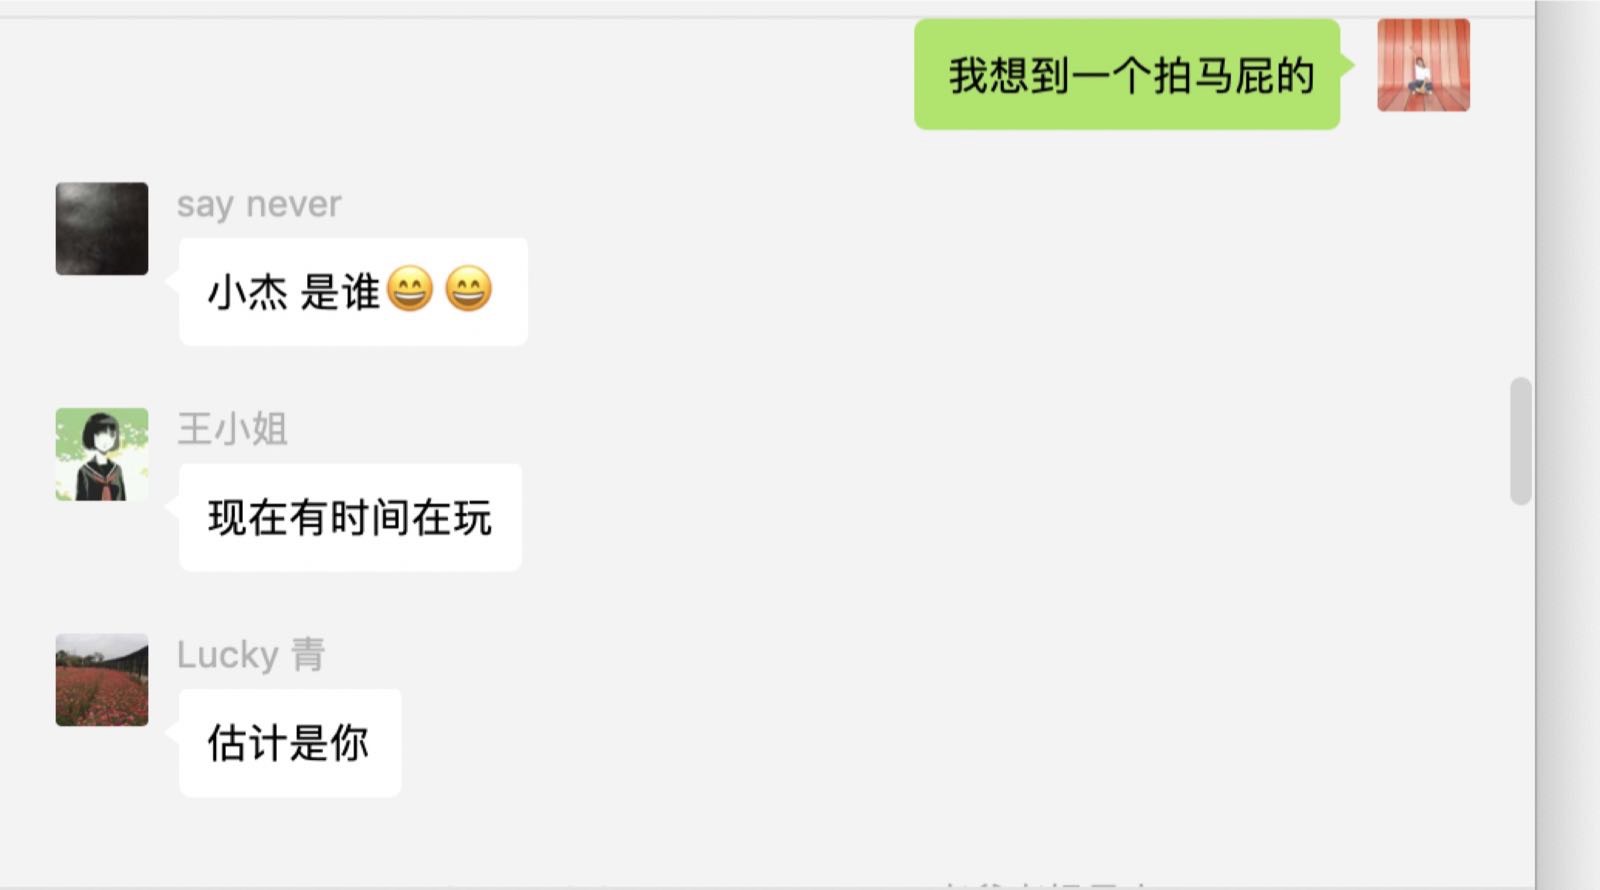 我想到一个拍马屁的
say never
小杰 是谁😄😄
王小姐
现在有时间在玩
Lucky 青
估计是你